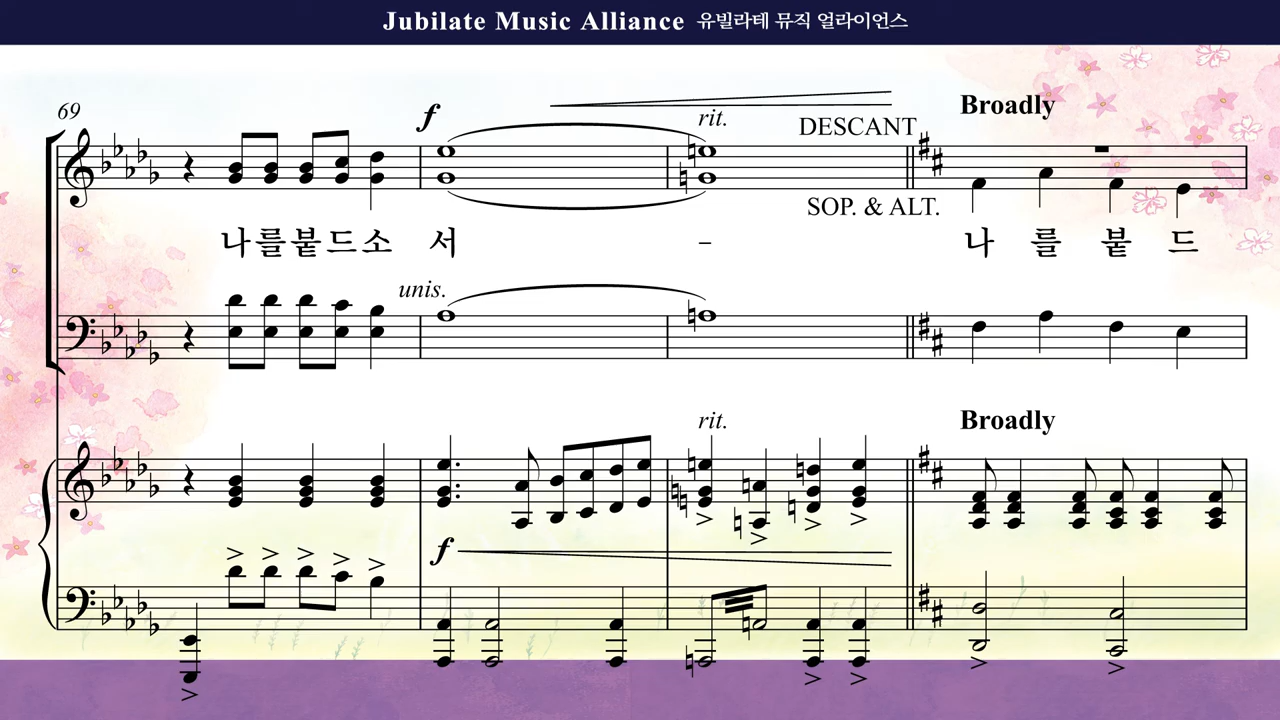 Jubilate Music Alliance 유빌라테 뮤직 얼라이언스
69
f
rit.
DESCANT
Broadly
SOP. & ALT.
나를붙드소 서 - 나 를 붙 드
unis.
rit.
Broadly
f